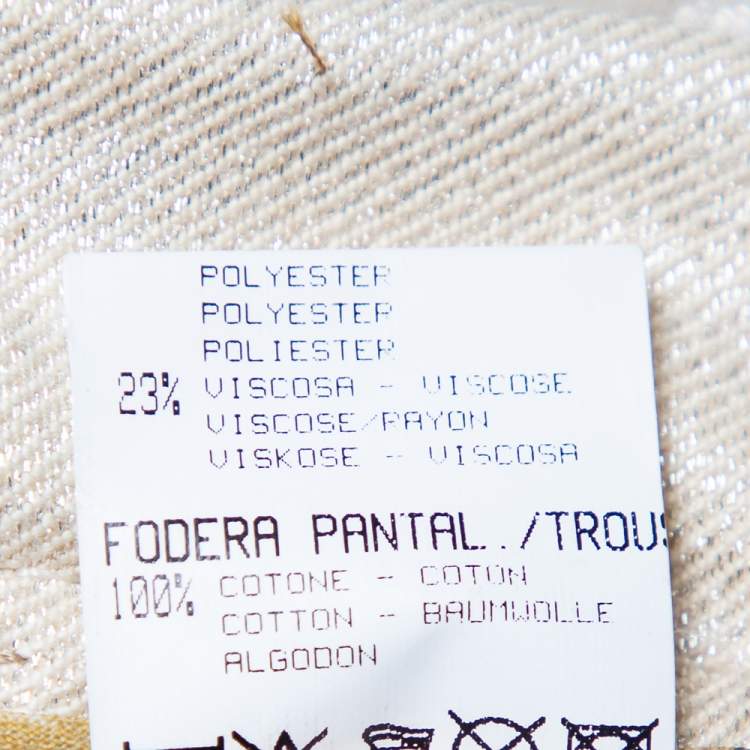 POLYESTER
POLYESTER
POLIESTER
23% VISCOSA - VISCOSE
VISCOSE/RAYON
VISKOSE - VISCOSA
FODERA PANTAL./TROUS
100% COTONE - COTON
COTTON - BAUMWOLLE
ALGODON